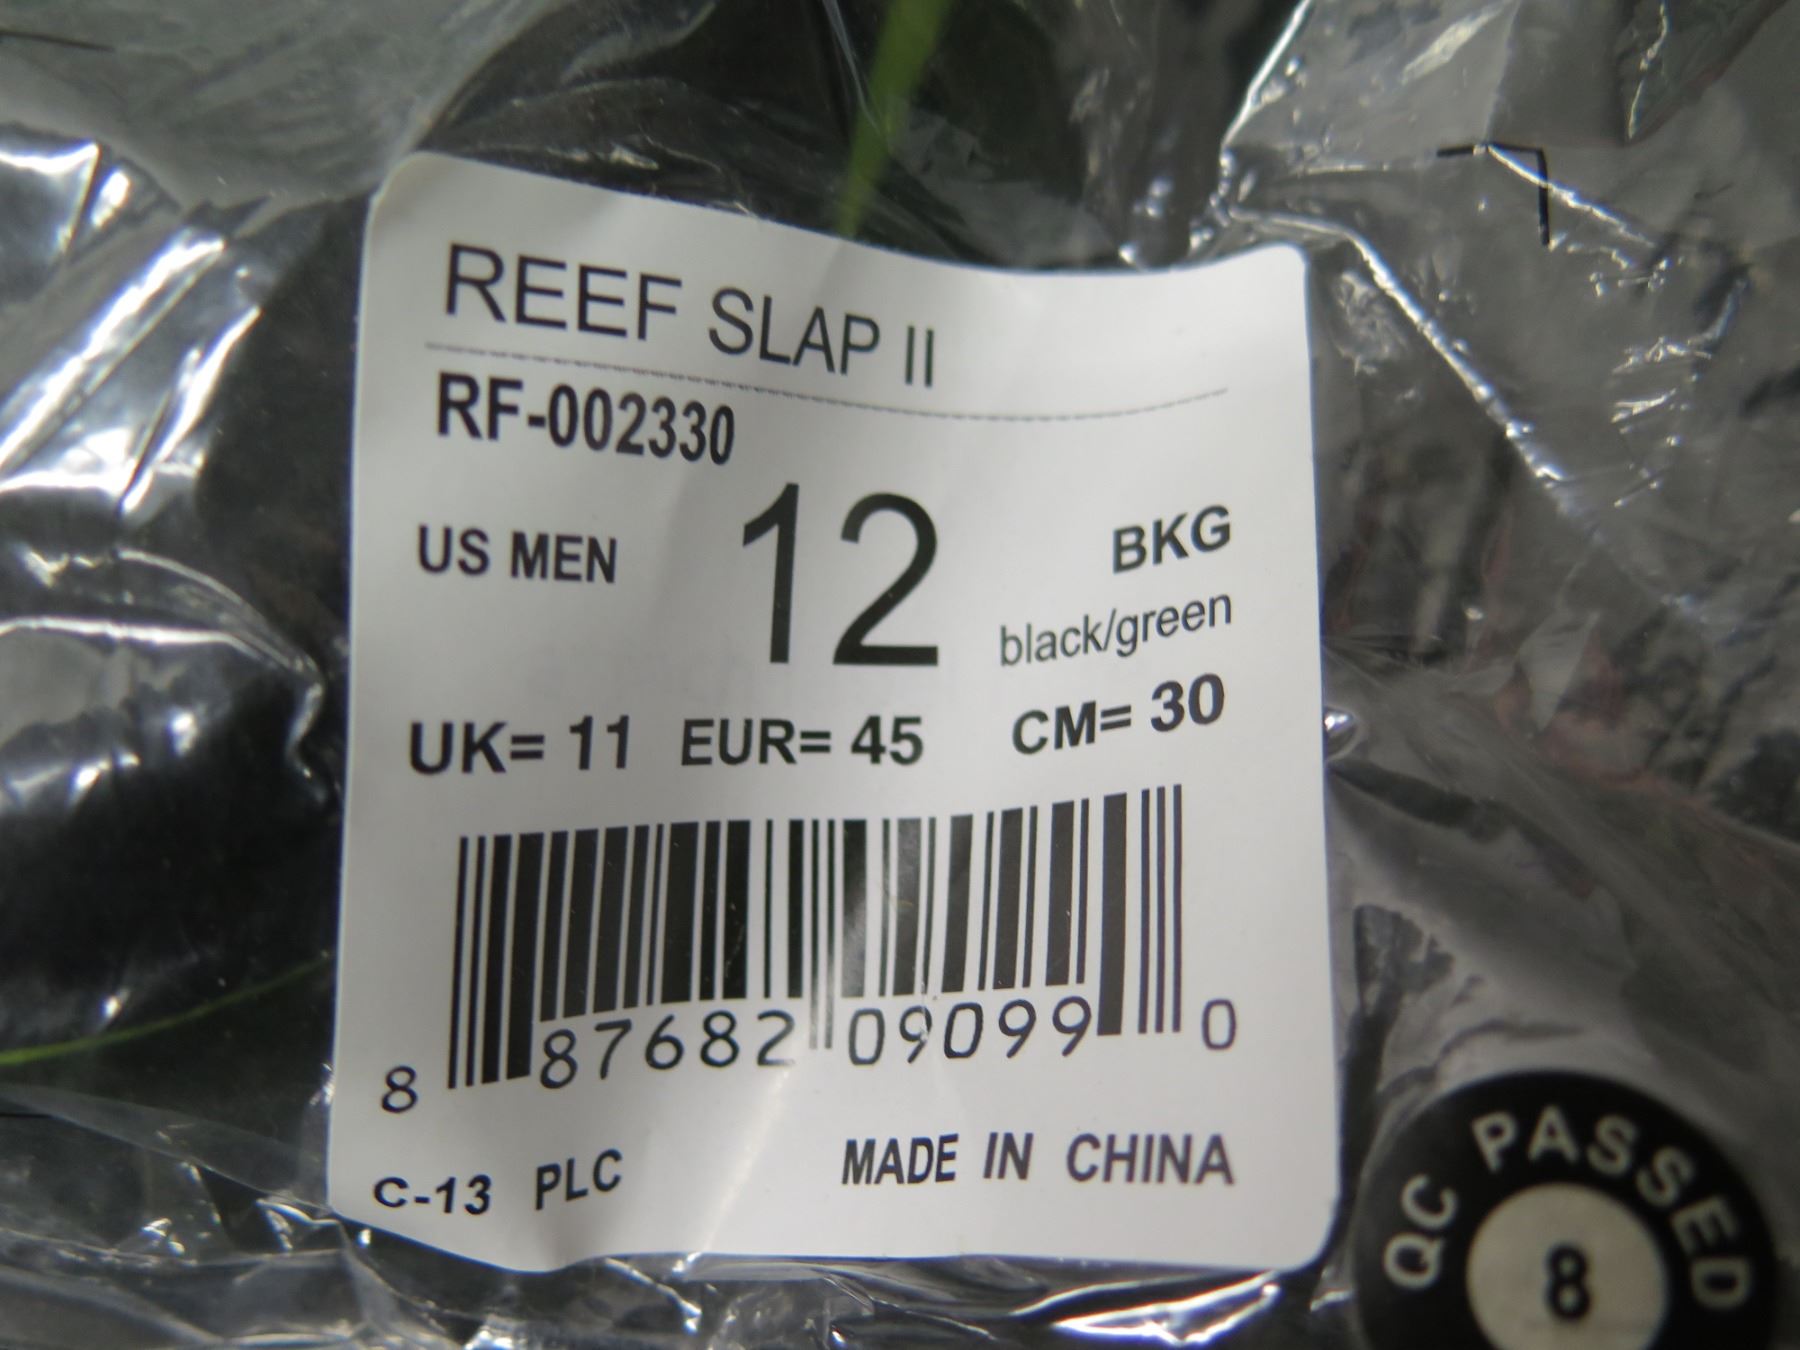 REEF SLAP II
RF-002330
US MEN 12 BKG
black/green
UK= 11 EUR= 45 CM= 30
8 87682 09099 0
C-13 PLC MADE IN CHINA
QC PASSED
8